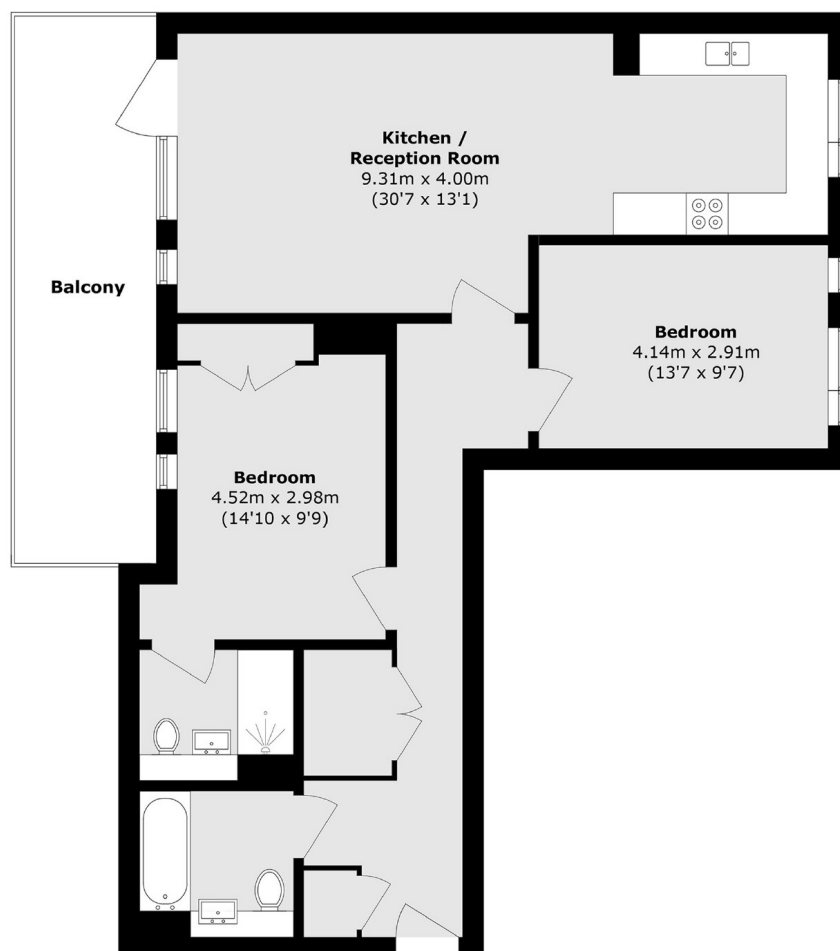 Kitchen /
Reception Room
9.31m x 4.00m
(30'7 x 13'1)
Balcony
Bedroom
4.14m x 2.91m
(13'7 x 9'7)
Bedroom
4.52m x 2.98m
(14'10 x 9'9)